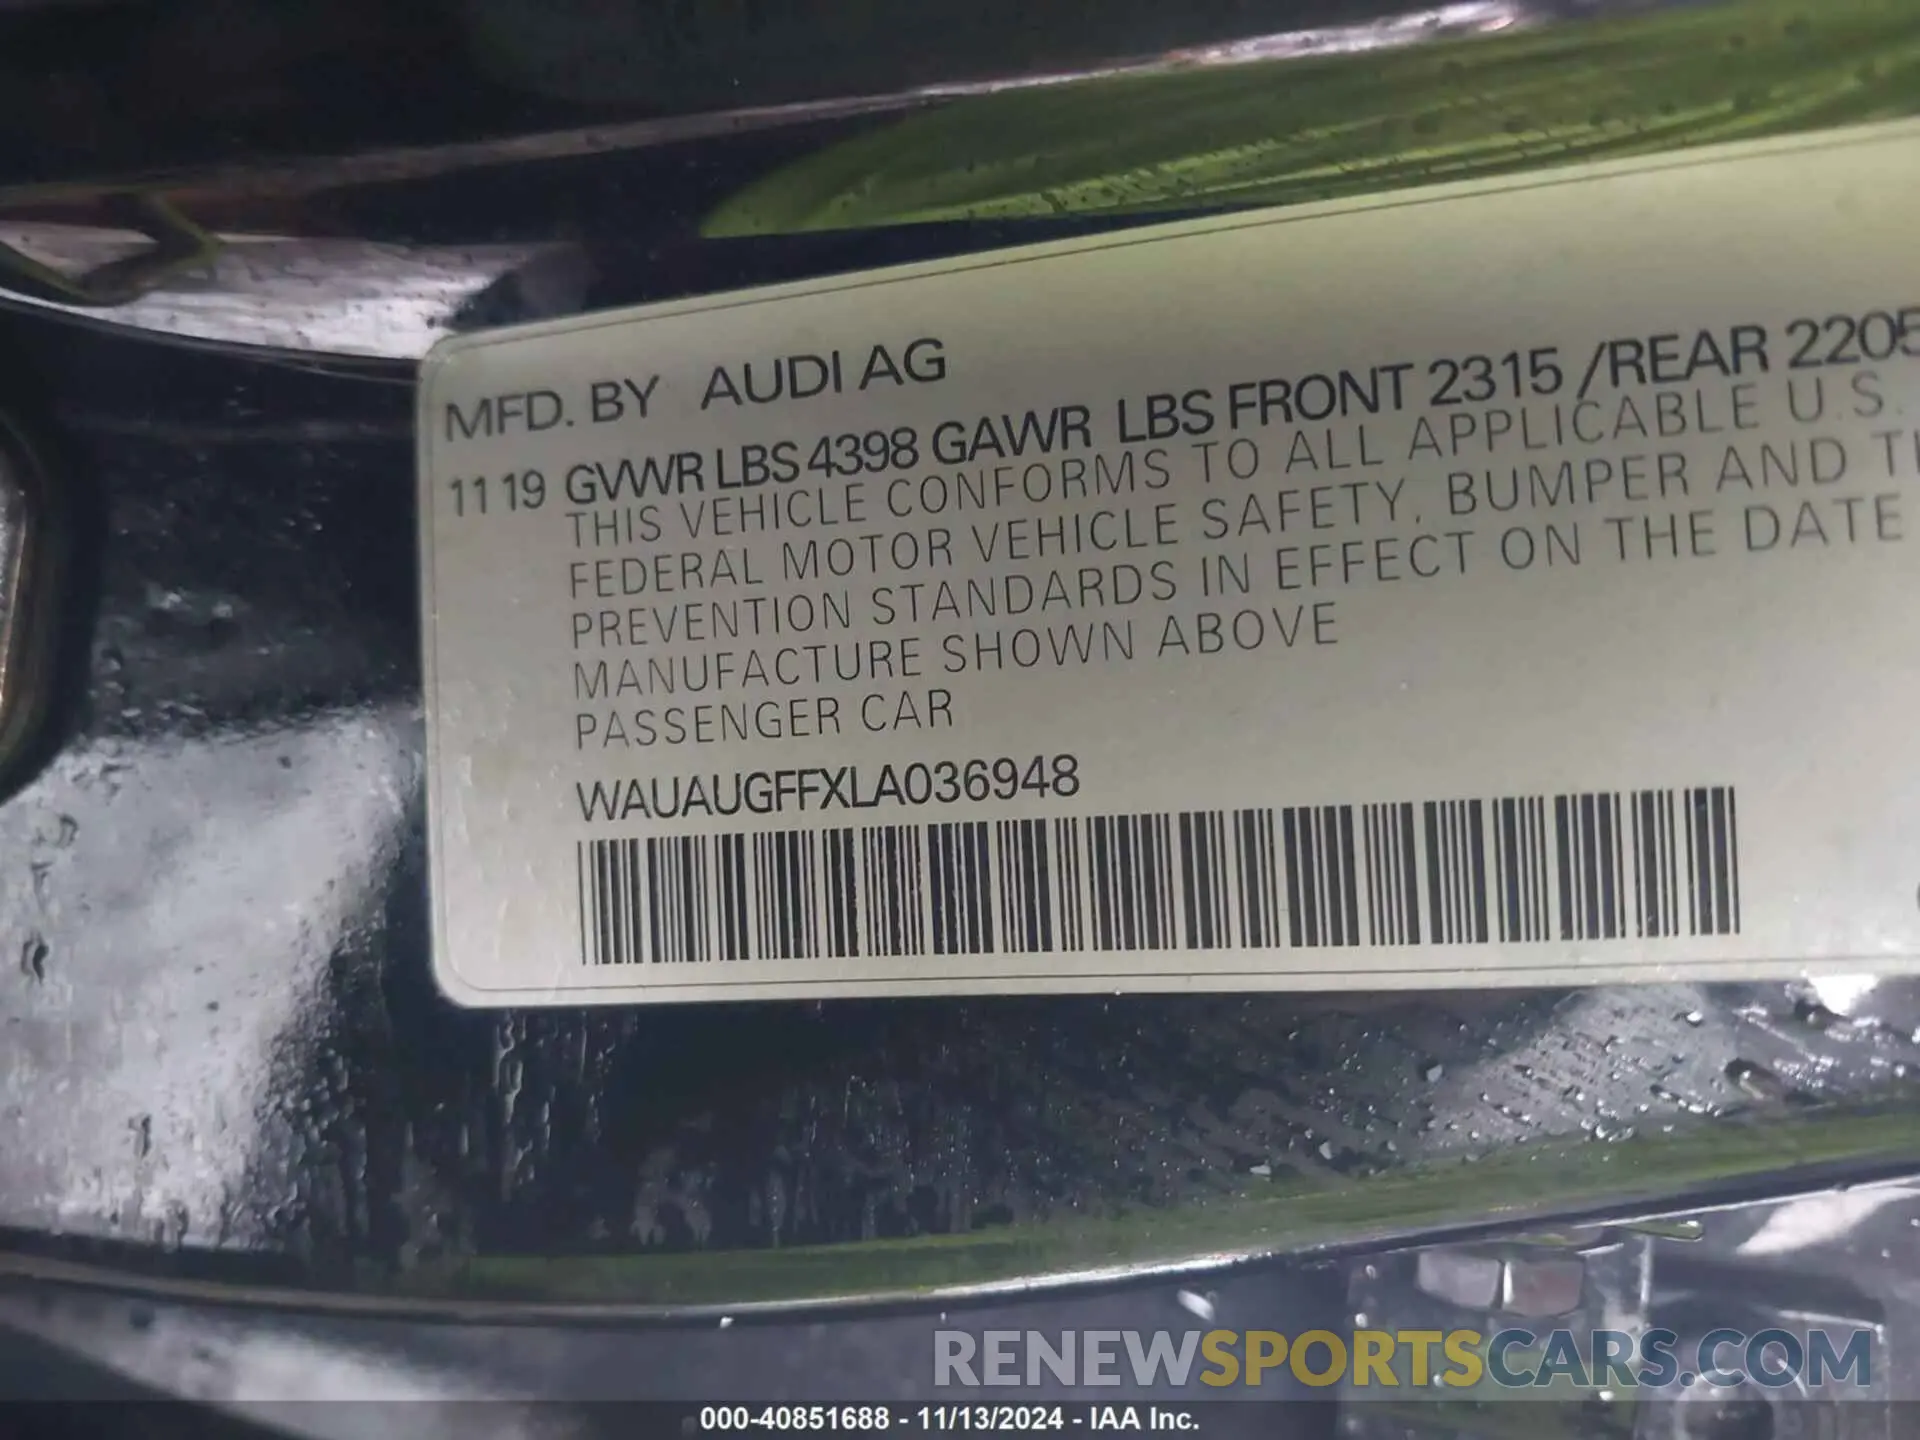 MFD. BY AUDI AG
11 19 GVWR LBS 4398 GAWR LBS FRONT 2315 /REAR 2205
THIS VEHICLE CONFORMS TO ALL APPLICABLE U.S.
FEDERAL MOTOR VEHICLE SAFETY, BUMPER AND
PREVENTION STANDARDS IN EFFECT ON THE DATE
MANUFACTURE SHOWN ABOVE
PASSENGER CAR
WAUAUGFFXLA036948
RENEWSPORTSCARS.COM
000-40851688 - 11/13/2024 - IAA Inc.